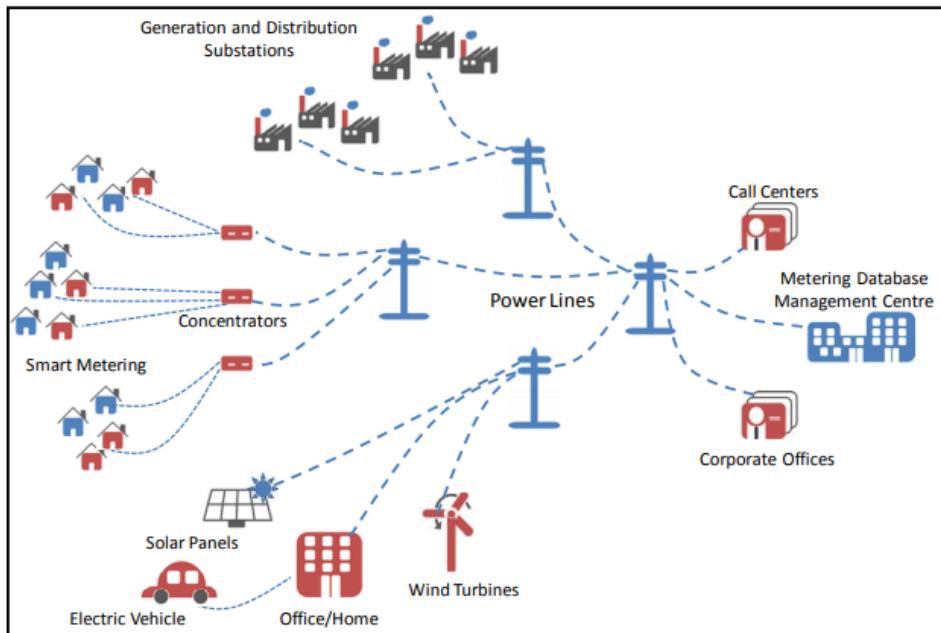 Generation and Distribution
Substations
Call Centers
Metering Database
Management Centre
Power Lines
Concentrators
Smart Metering
Corporate Offices
Solar Panels
Wind Turbines
Electric Vehicle
Office/Home